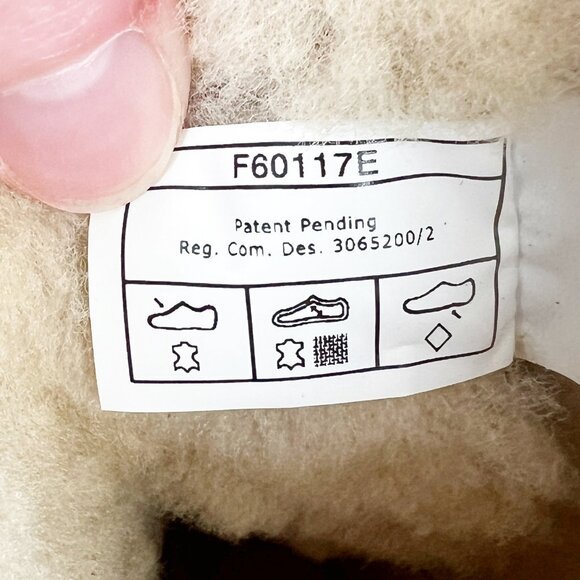 F60117E
Patent Pending
Reg. Com. Des. 3065200/2